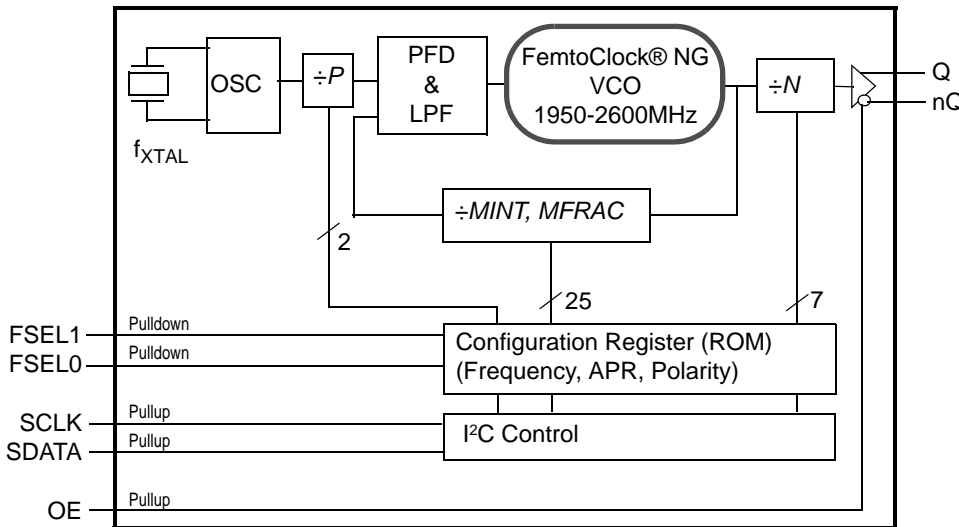 OSC
÷P
PFD
&
LPF
FemtoClock® NG
VCO
1950-2600MHz
÷N
Q
nQ
fXTAL
÷MINT, MFRAC
2
25
7
FSEL1
Pulldown
FSEL0
Pulldown
Configuration Register (ROM)
(Frequency, APR, Polarity)
SCLK
Pullup
SDATA
Pullup
I²C Control
OE
Pullup